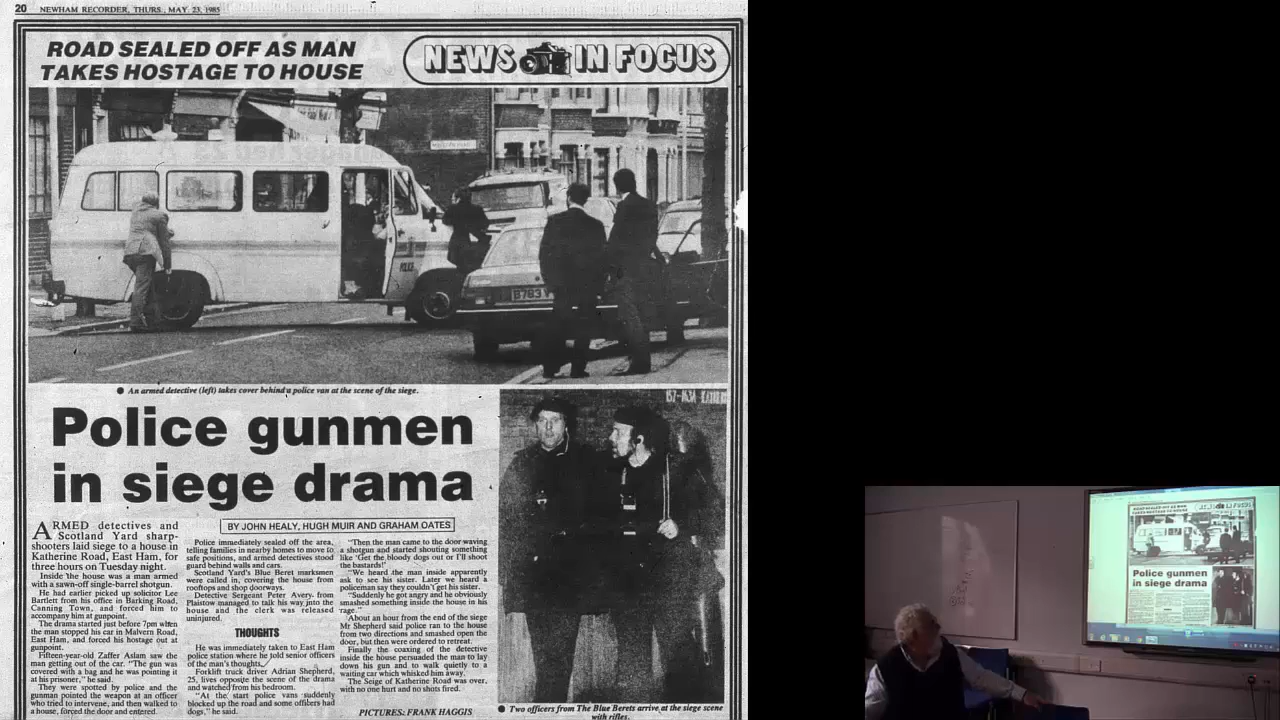 20 NEWHAM RECORDER, THURS., MAY. 23, 1985
ROAD SEALED OFF AS MAN
TAKES HOSTAGE TO HOUSE
NEWS IN FOCUS
B783
POLICE
● An armed detective (left) takes cover behind a police van at the scene of the siege.
Police gunmen
in siege drama
BY JOHN HEALY, HUGH MUIR AND GRAHAM OATES
ARMED detectives and
Scotland Yard sharp-
shooters laid siege to a house in
Katherine Road, East Ham, for
three hours on Tuesday night.
Inside the house was a man armed
with a sawn-off single-barrel shotgun.
He had earlier picked up solicitor Lee
Bartlett from his office in Barking Road,
Canning Town, and forced him to
accompany him at gunpoint.
The drama started just before 7pm when
the man stopped his car in Malvern Road,
East Ham, and forced his hostage out at
gunpoint.
Fifteen-year-old Zaffer Aslam saw the
man getting out of the car. "The gun was
covered with a bag and he was pointing it
at his prisoner," he said.
They were spotted by police and the
gunman pointed the weapon at an officer
who tried to intervene, and then walked to
a house, forced the door and entered.
Police immediately sealed off the area,
telling families in nearby homes to move to
safe positions, and armed detectives stood
guard behind walls and cars.
Scotland Yard's Blue Beret marksmen
were called in, covering the house from
rooftops and shop doorways.
Detective Sergeant Peter Avery from
Plaistow managed to talk his way into the
house and the clerk was released
uninjured.
THOUGHTS
He was immediately taken to East Ham
police station where he told senior officers
of the man's thoughts.
Forklift truck driver Adrian Shepherd,
25, lives opposite the scene of the drama
and watched from his bedroom.
"At the start police vans suddenly
blocked up the road and some officers had
dogs," he said.
"Then the man came to the door waving
a shotgun and started shouting something
like 'Get the bloody dogs out or I'll shoot
the bastards!'
"We heard the man inside apparently
ask to see his sister. Later we heard a
policeman say they couldn't get his sister.
"Suddenly he got angry and he obviously
smashed something inside the house in his
rage."
About an hour from the end of the siege
Mr Shepherd said police ran to the house
from two directions and smashed open the
door, but then were ordered to retreat.
Finally the coaxing of the detective
inside the house persuaded the man to lay
down his gun and to walk quietly to a
waiting car which whisked him away.
The Seige of Katherine Road was over,
with no one hurt and no shots fired.
PICTURES: FRANK HAGGIS
● Two officers from The Blue Berets arrive at the siege scene
with rifles.
ROAD SEALED OFF AS MAN
TAKES HOSTAGE TO HOUSE
NEWS IN FOCUS
Police gunmen
in siege drama